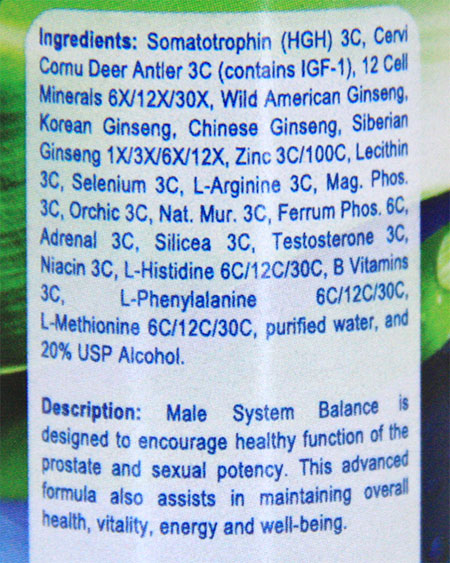 Ingredients: Somatotrophin (HGH) 3C, Cervi
Cornu Deer Antler 3C (contains IGF-1), 12 Cell
Minerals 6X/12X/30X, Wild American Ginseng,
Korean Ginseng, Chinese Ginseng, Siberian
Ginseng 1X/3X/6X/12X, Zinc 3C/100C, Lecithin
3C, Selenium 3C, L-Arginine 3C, Mag. Phos.
3C, Orchic 3C, Nat. Mur. 3C, Ferrum Phos. 6C,
Adrenal 3C, Silicea 3C, Testosterone 3C,
Niacin 3C, L-Histidine 6C/12C/30C, B Vitamins
3C, L-Phenylalanine 6C/12C/30C,
L-Methionine 6C/12C/30C, purified water, and
20% USP Alcohol.
Description: Male System Balance is
designed to encourage healthy function of the
prostate and sexual potency. This advanced
formula also assists in maintaining overall
health, vitality, energy and well-being.